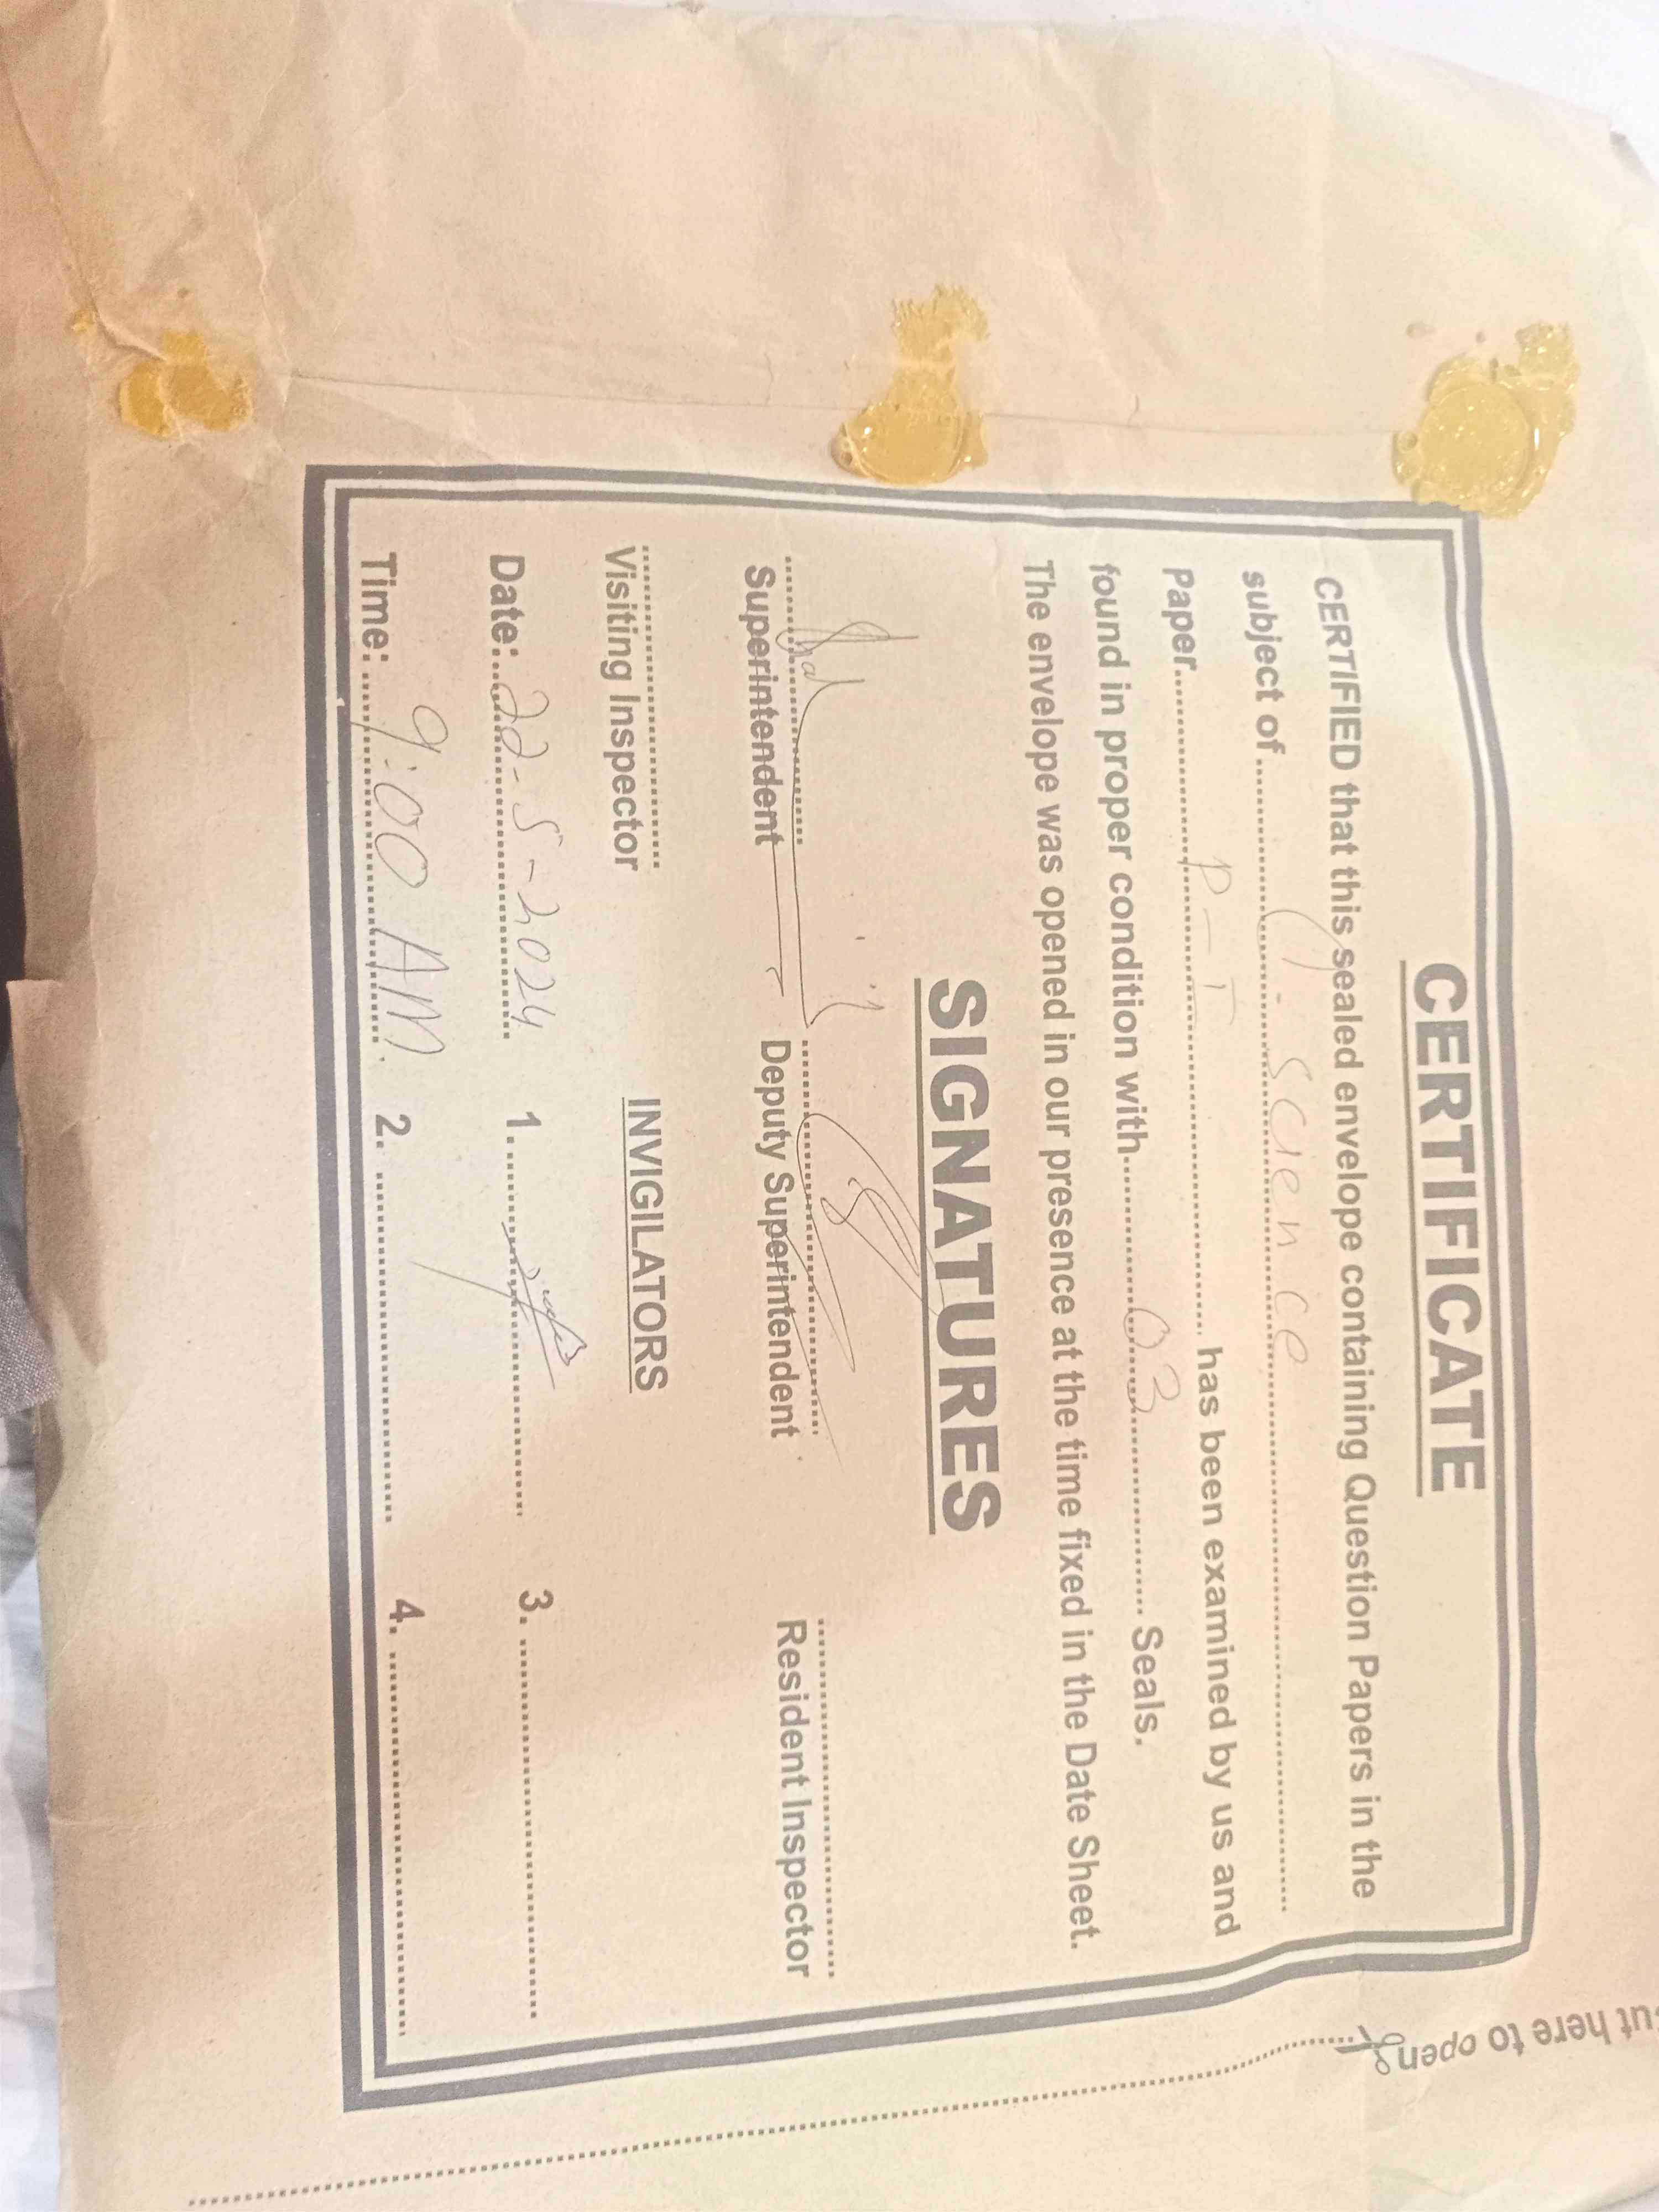 CERTIFICATE
CERTIFIED that this sealed envelope containing Question Papers in the
subject of.......... Science ..........
Paper.......... P-I .......... has been examined by us and
found in proper condition with.......... 03 .......... Seals.
The envelope was opened in our presence at the time fixed in the Date Sheet.
SIGNATURES
Superintendent Deputy Superintendent Resident Inspector
Visiting Inspector INVIGILATORS
Date: 22-5-2024 1. .......... 3. ..........
Time: 9:00 AM. 2. .......... 4. ..........
ut here to open